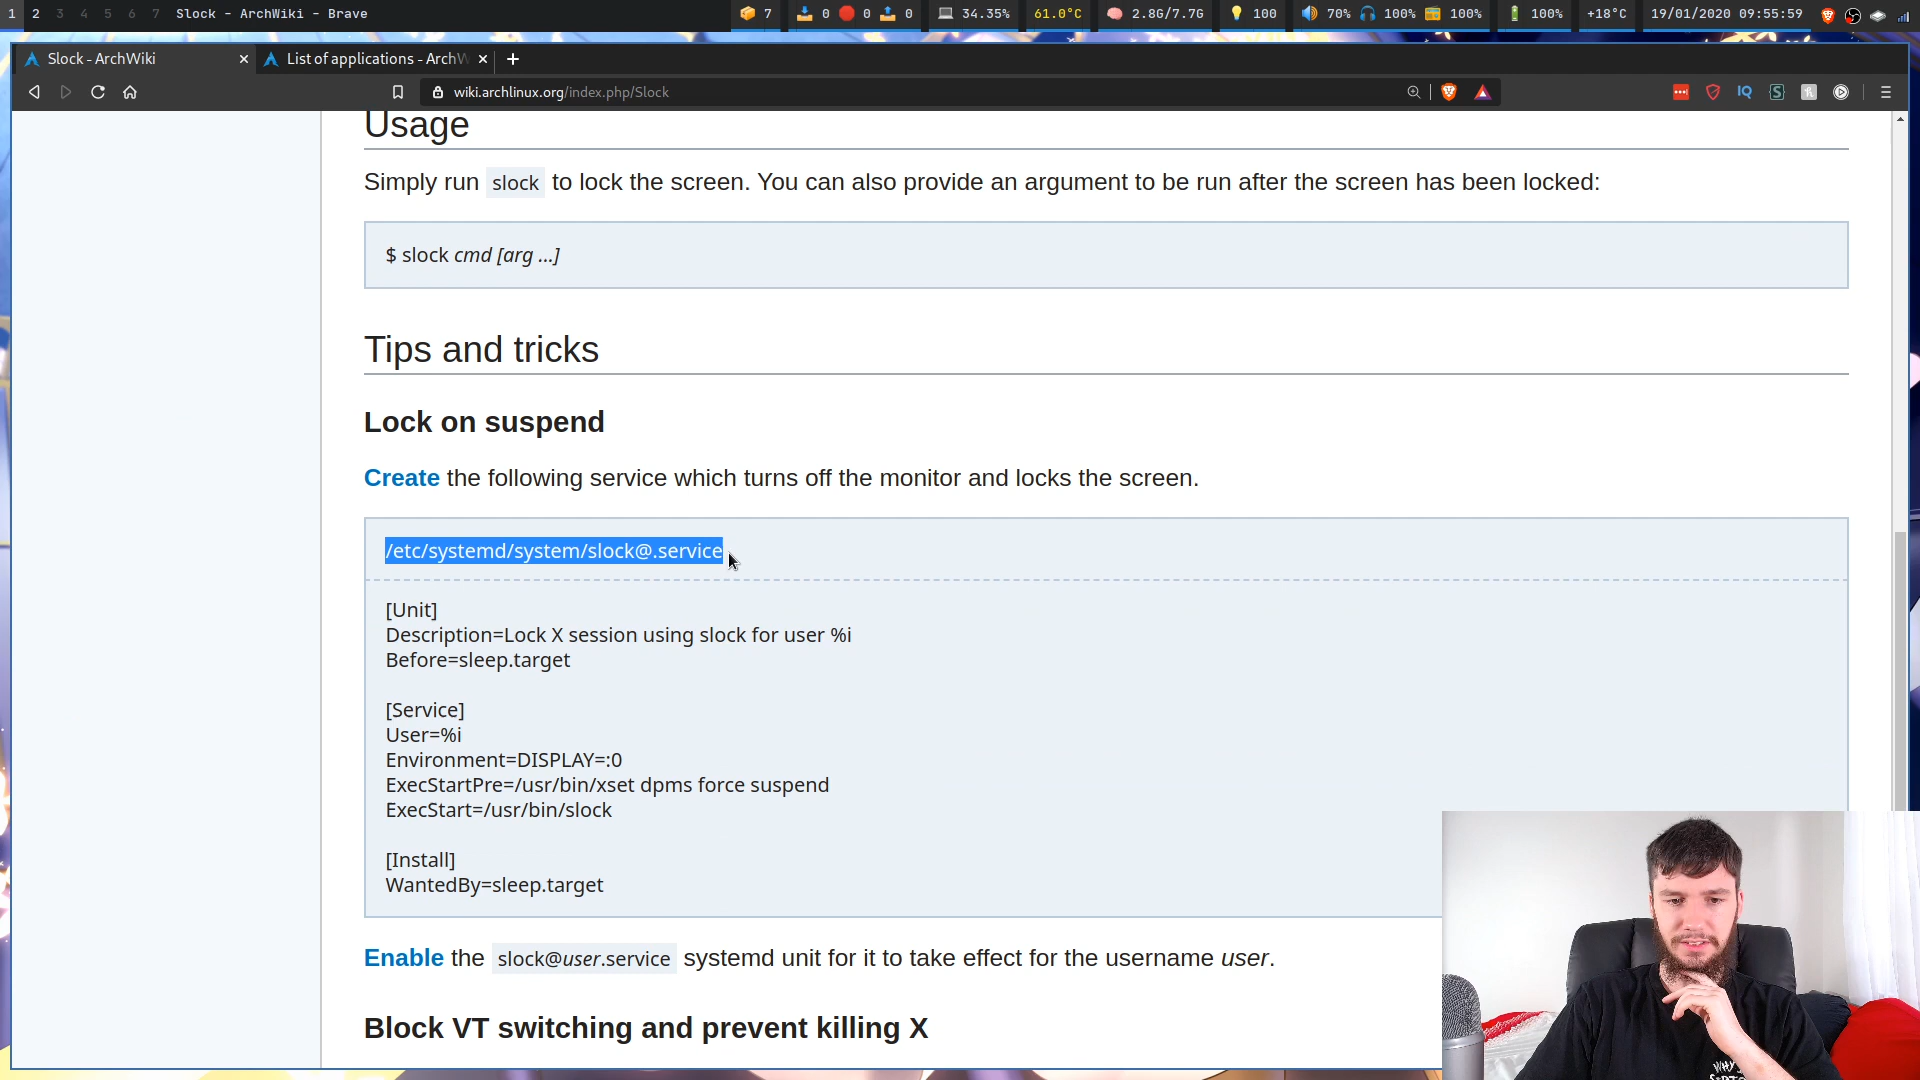 1 2 3 4 5 6 7 Slock - ArchWiki - Brave 7 0 0 0 34.35% 61.0°C 2.8G/7.7G 100 70% 100% 100% 100% +18°C 19/01/2020 09:55:59
Slock - ArchWiki × List of applications - ArchW × +
wiki.archlinux.org/index.php/Slock IQ S
Usage
Simply run slock to lock the screen. You can also provide an argument to be run after the screen has been locked:
$ slock cmd [arg ...]
Tips and tricks
Lock on suspend
Create the following service which turns off the monitor and locks the screen.
/etc/systemd/system/slock@.service
[Unit]
Description=Lock X session using slock for user %i
Before=sleep.target
[Service]
User=%i
Environment=DISPLAY=:0
ExecStartPre=/usr/bin/xset dpms force suspend
ExecStart=/usr/bin/slock
[Install]
WantedBy=sleep.target
Enable the slock@user.service systemd unit for it to take effect for the username user.
Block VT switching and prevent killing X